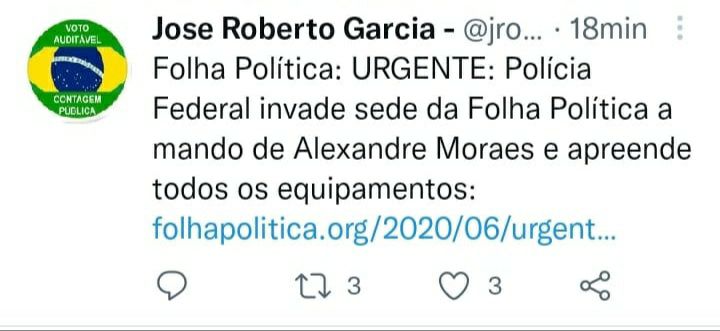 VOTO
AUDITÁVEL
CONTAGEM
PÚBLICA
Jose Roberto Garcia - @jro... · 18min
Folha Política: URGENTE: Polícia
Federal invade sede da Folha Política a
mando de Alexandre Moraes e apreende
todos os equipamentos:
folhapolitica.org/2020/06/urgent...
3
3